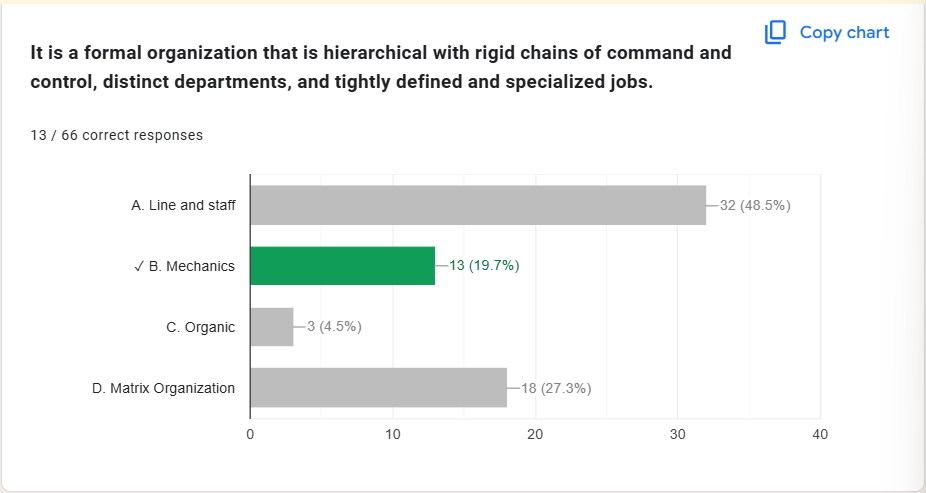 Copy chart
It is a formal organization that is hierarchical with rigid chains of command and
control, distinct departments, and tightly defined and specialized jobs.
13 / 66 correct responses
A. Line and staff 32 (48.5%)
✓ B. Mechanics 13 (19.7%)
C. Organic 3 (4.5%)
D. Matrix Organization 18 (27.3%)
0 10 20 30 40